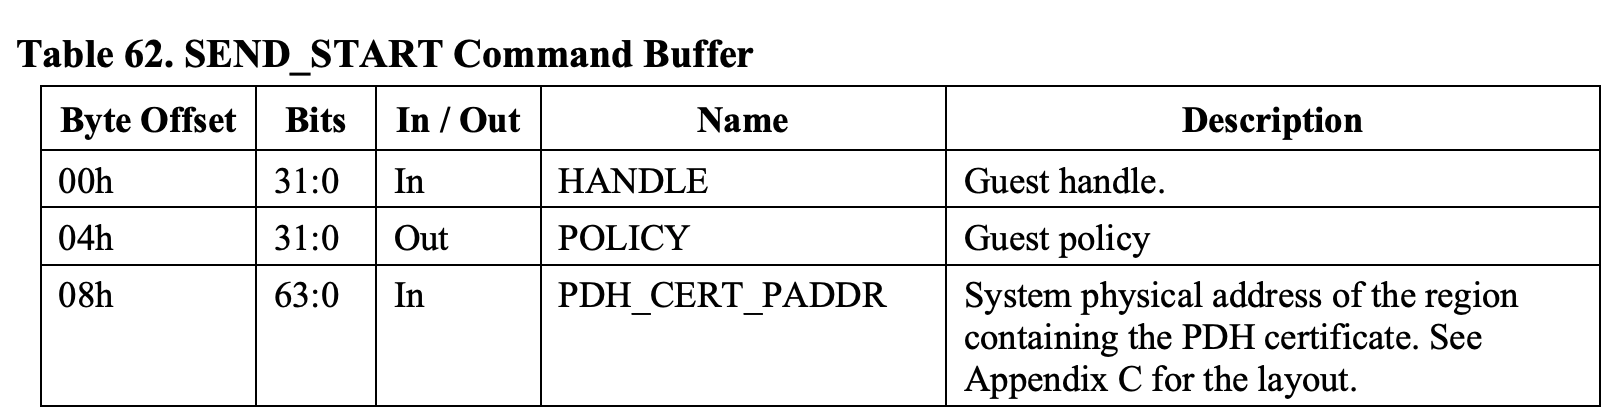 Table 62. SEND_START Command Buffer
Byte Offset Bits In / Out Name Description
00h 31:0 In HANDLE Guest handle.
04h 31:0 Out POLICY Guest policy
08h 63:0 In PDH_CERT_PADDR System physical address of the region
containing the PDH certificate. See
Appendix C for the layout.